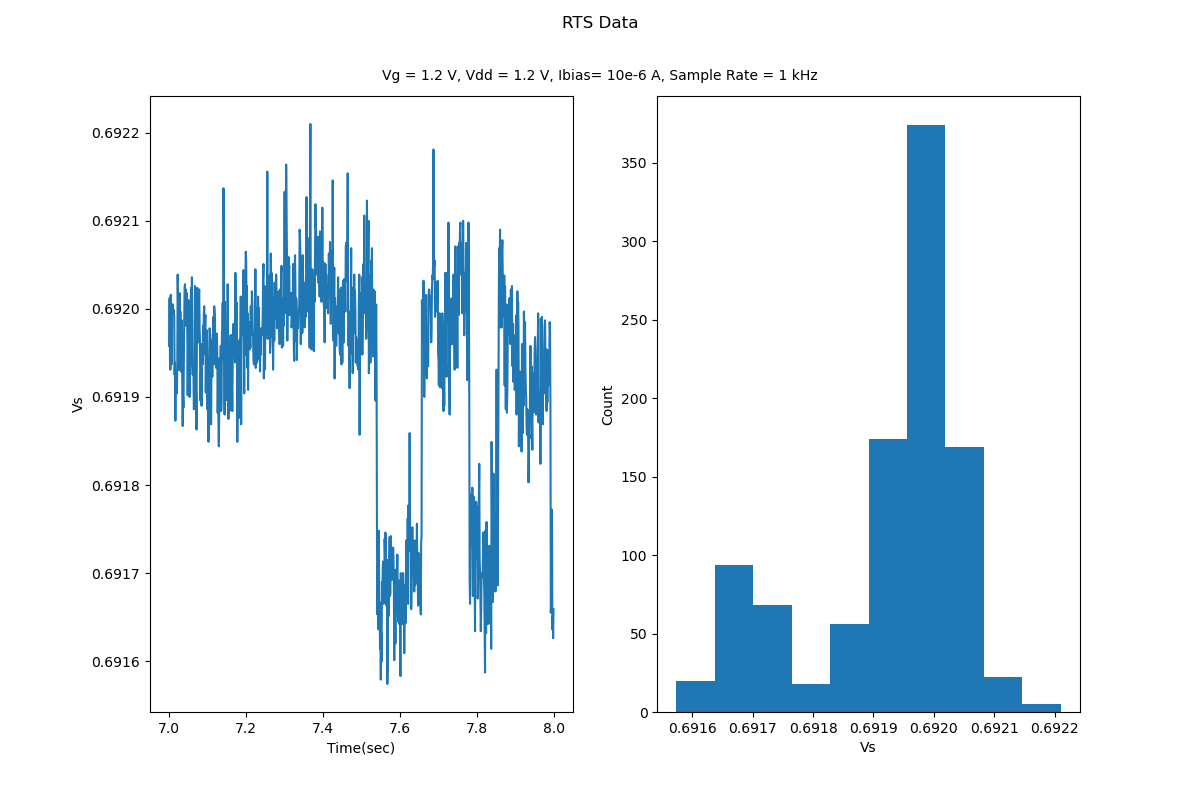 RTS Data
Vg = 1.2 V, Vdd = 1.2 V, Ibias= 10e-6 A, Sample Rate = 1 kHz
Vs
0.6922
0.6921
0.6920
0.6919
0.6918
0.6917
0.6916
7.0 7.2 7.4 7.6 7.8 8.0
Time(sec)
Count
350
300
250
200
150
100
50
0
0.6916 0.6917 0.6918 0.6919 0.6920 0.6921 0.6922
Vs